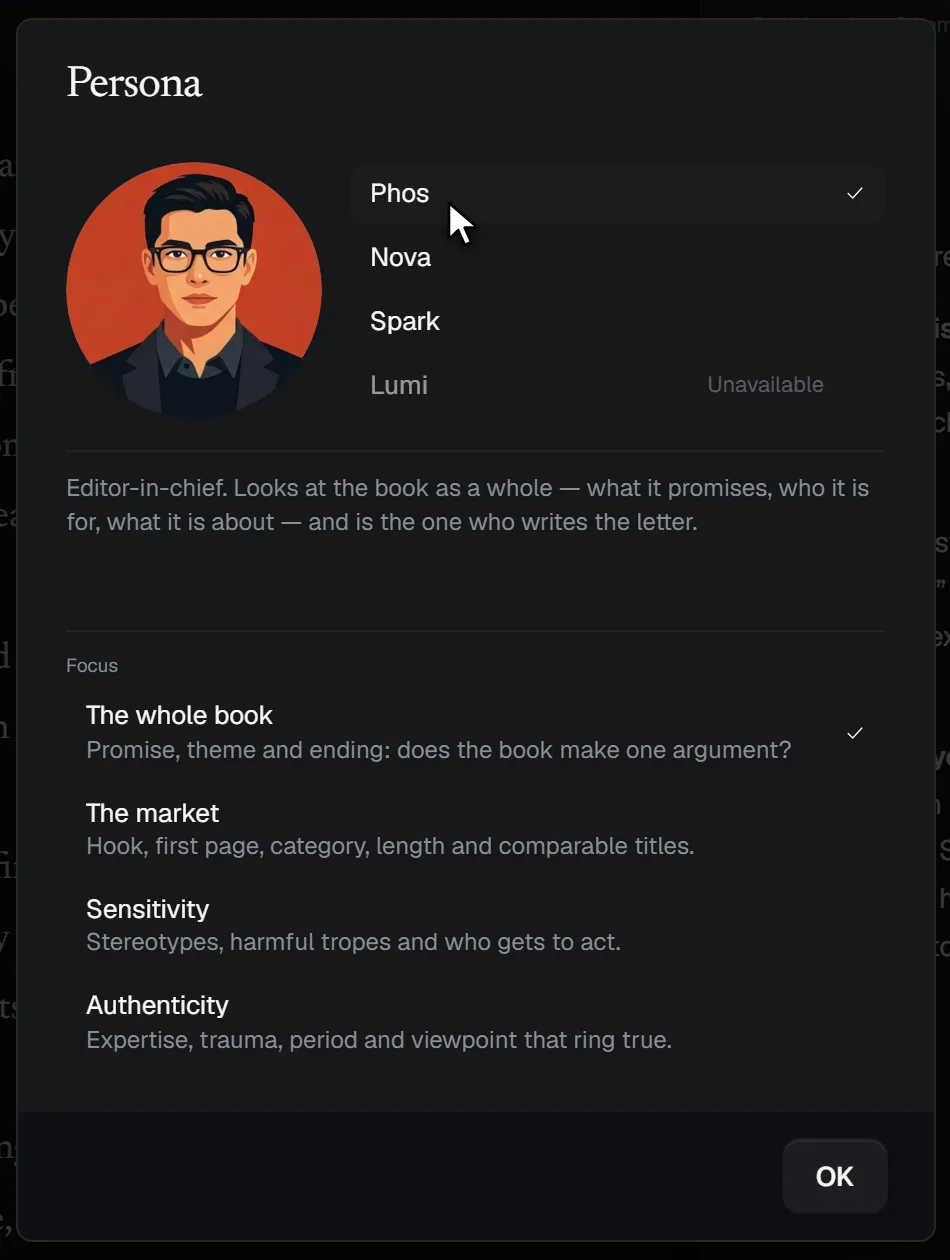 Persona
Phos
Nova
Spark
Lumi
Unavailable
Editor-in-chief. Looks at the book as a whole — what it promises, who it is
for, what it is about — and is the one who writes the letter.
Focus
The whole book
Promise, theme and ending: does the book make one argument?
The market
Hook, first page, category, length and comparable titles.
Sensitivity
Stereotypes, harmful tropes and who gets to act.
Authenticity
Expertise, trauma, period and viewpoint that ring true.
OK